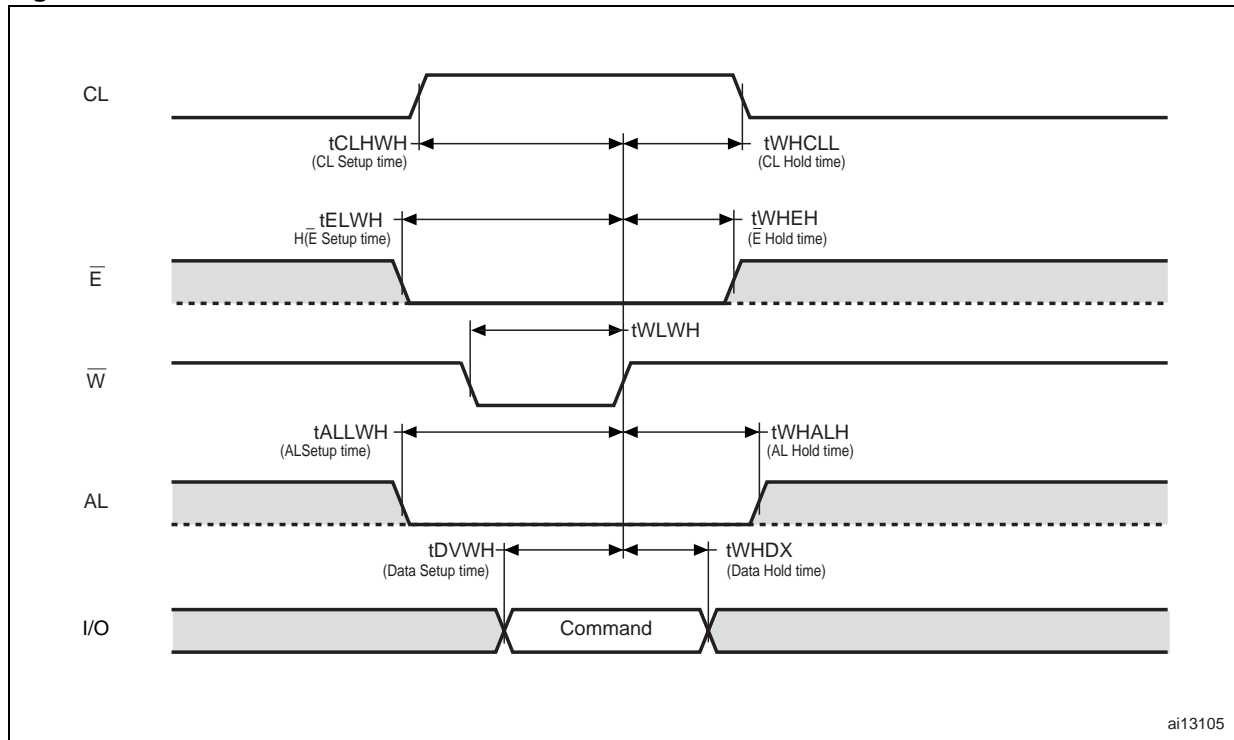 CL
tCLHWH
(CL Setup time)
tWHCLL
(CL Hold time)
tELWH
H(E̅ Setup time)
tWHEH
(E̅ Hold time)
E̅
tWLWH
W̅
tALLWH
(ALSetup time)
tWHALH
(AL Hold time)
AL
tDVWH
(Data Setup time)
tWHDX
(Data Hold time)
I/O
Command
ai13105